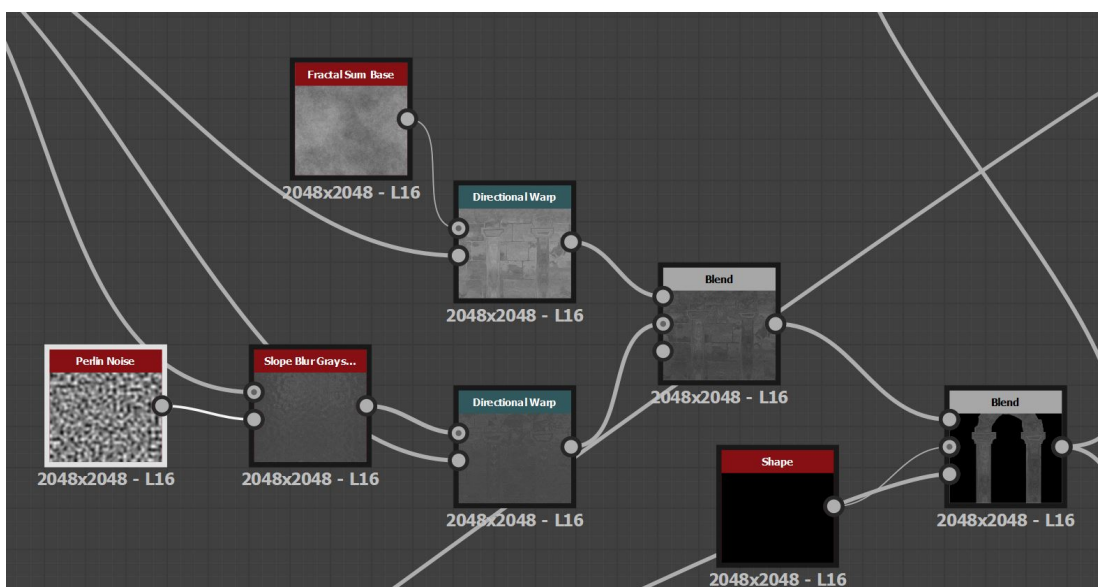 Fractal Sum Base
2048x2048 - L16
Directional Warp
2048x2048 - L16
Blend
2048x2048 - L16
Perlin Noise
2048x2048 - L16
Slope Blur Grays...
2048x2048 - L16
Directional Warp
2048x2048 - L16
Shape
2048x2048 - L16
Blend
2048x2048 - L16